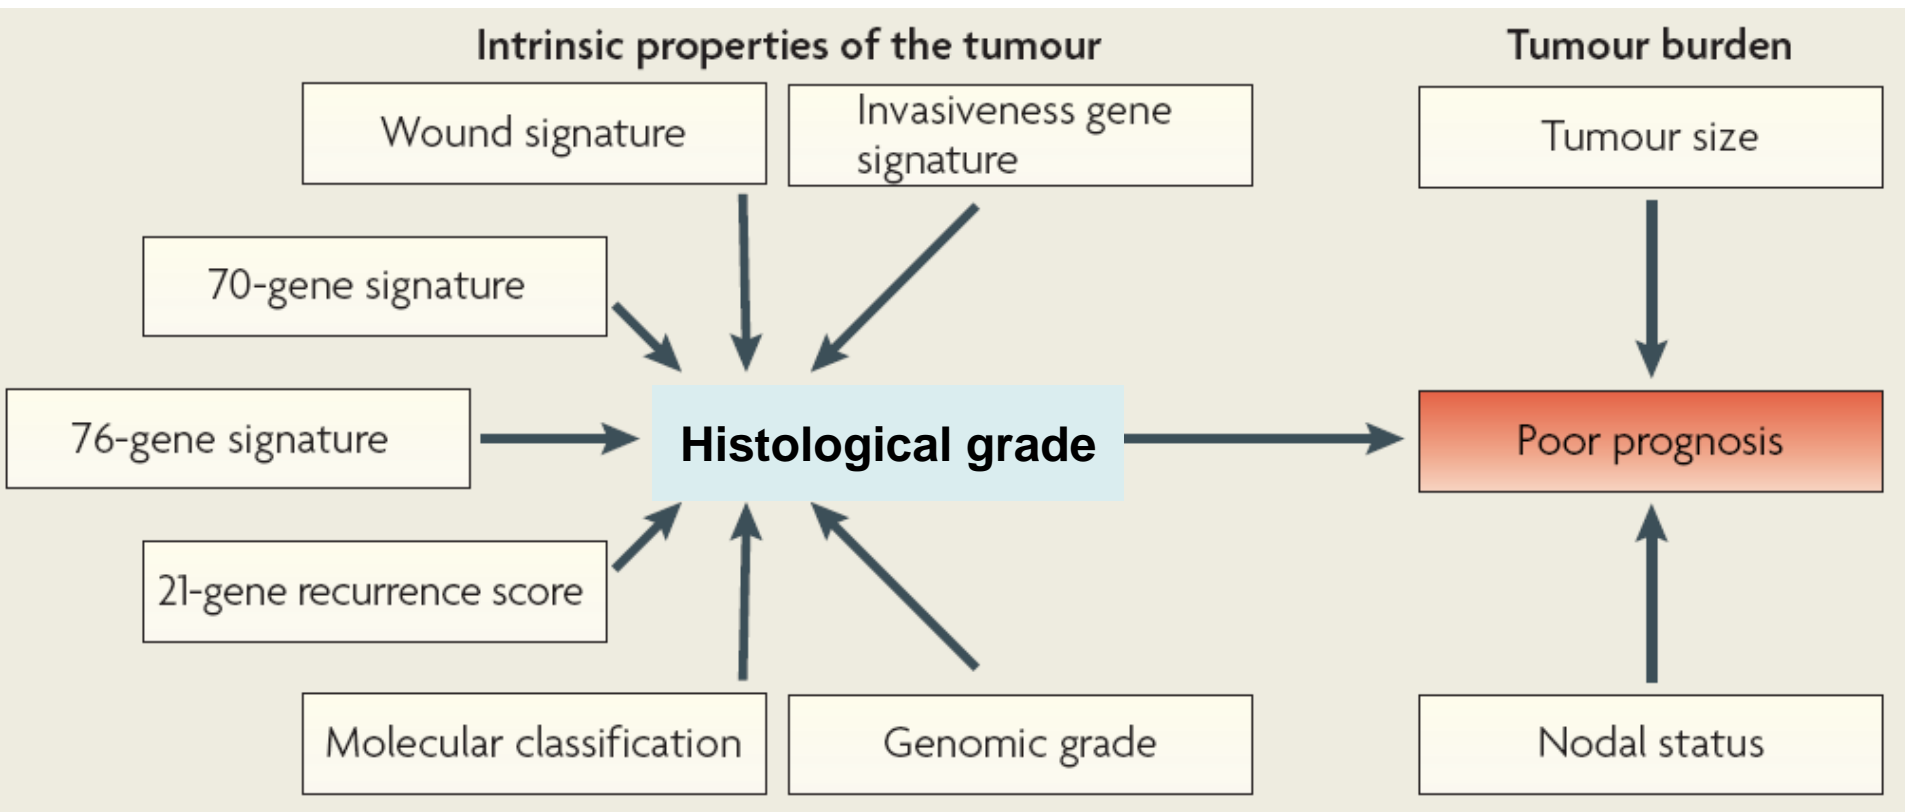 Intrinsic properties of the tumour
Tumour burden
Wound signature
Invasiveness gene
signature
Tumour size
70-gene signature
76-gene signature
Histological grade
Poor prognosis
21-gene recurrence score
Molecular classification
Genomic grade
Nodal status